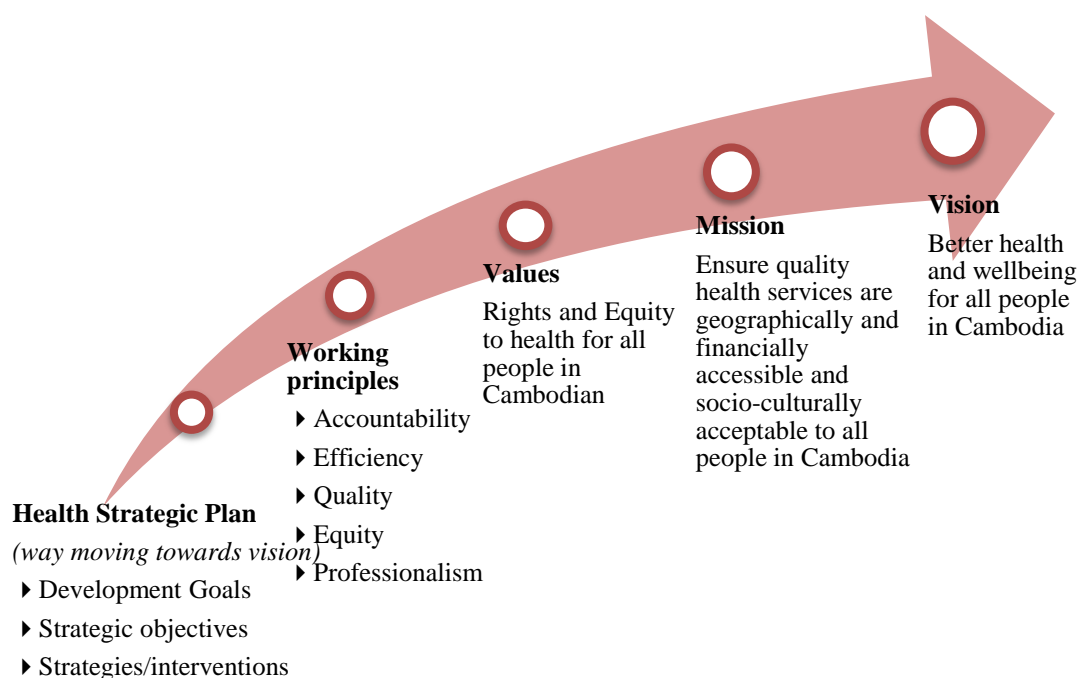 Health Strategic Plan
(way moving towards vision)
Development Goals
Strategic objectives
Strategies/interventions
Working
principles
Accountability
Efficiency
Quality
Equity
Professionalism
Values
Rights and Equity
to health for all
people in
Cambodian
Mission
Ensure quality
health services are
geographically and
financially
accessible and
socio-culturally
acceptable to all
people in Cambodia
Vision
Better health
and wellbeing
for all people
in Cambodia